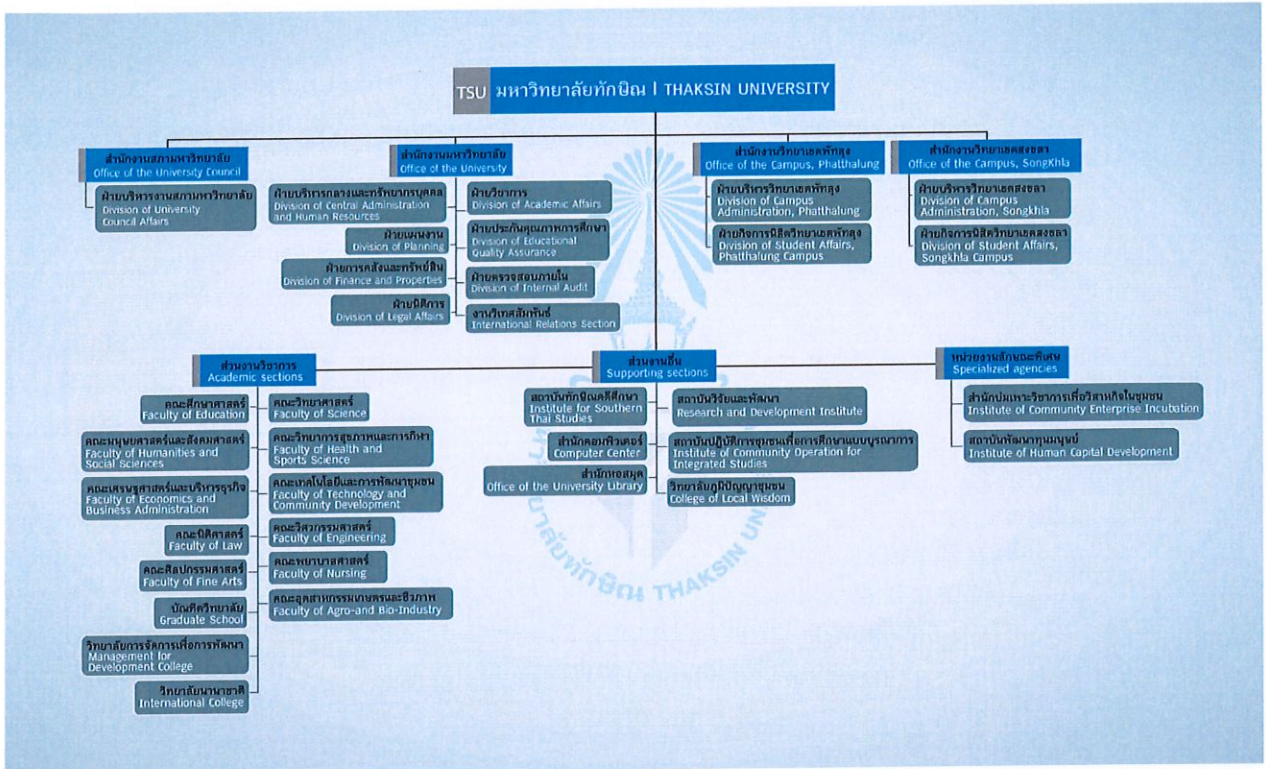 TSU มหาวิทยาลัยทักษิณ | THAKSIN UNIVERSITY
สำนักงานสภามหาวิทยาลัย
Office of the University Council
ฝ่ายบริหารงานสภามหาวิทยาลัย
Division of University
Council Affairs
สำนักงานมหาวิทยาลัย
Office of the University
ฝ่ายบริหารกลางและทรัพยากรบุคคล
Division of Central Administration
and Human Resources
ฝ่ายแผนงาน
Division of Planning
ฝ่ายการคลังและทรัพย์สิน
Division of Finance and Properties
ฝ่ายนิติการ
Division of Legal Affairs
ฝ่ายวิชาการ
Division of Academic Affairs
ฝ่ายประกันคุณภาพการศึกษา
Division of Educational
Quality Assurance
ฝ่ายตรวจสอบภายใน
Division of Internal Audit
งานวิเทศสัมพันธ์
International Relations Section
สำนักงานวิทยาเขตพัทลุง
Office of the Campus, Phatthalung
ฝ่ายบริหารวิทยาเขตพัทลุง
Division of Campus
Administration, Phatthalung
ฝ่ายกิจการนิสิตวิทยาเขตพัทลุง
Division of Student Affairs,
Phatthalung Campus
สำนักงานวิทยาเขตสงขลา
Office of the Campus, SongKhla
ฝ่ายบริหารวิทยาเขตสงขลา
Division of Campus
Administration, Songkhla
ฝ่ายกิจการนิสิตวิทยาเขตสงขลา
Division of Student Affairs,
Songkhla Campus
ส่วนงานวิชาการ
Academic sections
คณะศึกษาศาสตร์
Faculty of Education
คณะมนุษยศาสตร์และสังคมศาสตร์
Faculty of Humanities and
Social Sciences
คณะเศรษฐศาสตร์และบริหารธุรกิจ
Faculty of Economics and
Business Administration
คณะนิติศาสตร์
Faculty of Law
คณะศิลปกรรมศาสตร์
Faculty of Fine Arts
บัณฑิตวิทยาลัย
Graduate School
วิทยาลัยการจัดการเพื่อการพัฒนา
Management for
Development College
วิทยาลัยนานาชาติ
International College
คณะวิทยาศาสตร์
Faculty of Science
คณะวิทยาการสุขภาพและการกีฬา
Faculty of Health and
Sports Science
คณะเทคโนโลยีและการพัฒนาชุมชน
Faculty of Technology and
Community Development
คณะวิศวกรรมศาสตร์
Faculty of Engineering
คณะพยาบาลศาสตร์
Faculty of Nursing
คณะอุตสาหกรรมเกษตรและชีวภาพ
Faculty of Agro-and Bio-Industry
ส่วนงานอื่น
Supporting sections
สถาบันทักษิณคดีศึกษา
Institute for Southern
Thai Studies
สำนักคอมพิวเตอร์
Computer Center
สำนักหอสมุด
Office of the University Library
สถาบันวิจัยและพัฒนา
Research and Development Institute
สถาบันปฏิบัติการชุมชนเพื่อการศึกษาแบบบูรณาการ
Institute of Community Operation for
Integrated Studies
วิทยาลัยภูมิปัญญาชุมชน
College of Local Wisdom
หน่วยงานลักษณะพิเศษ
Specialized agencies
สำนักบ่มเพาะวิชาการเพื่อวิสาหกิจในชุมชน
Institute of Community Enterprise Incubation
สถาบันพัฒนาทุนมนุษย์
Institute of Human Capital Development
ยาลัยทักษิณ THAKSIN UN